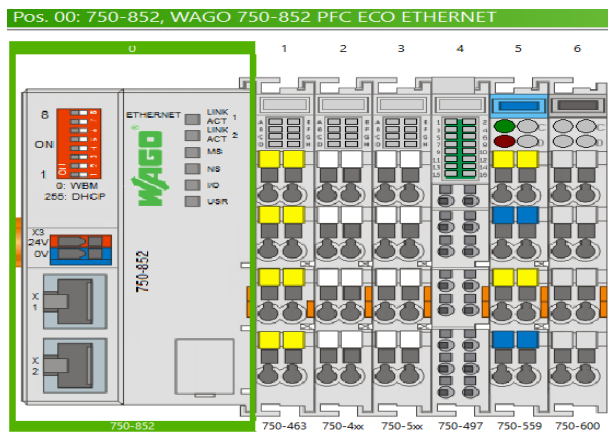 Pos. 00: 750-852, WAGO 750-852 PFC ECO ETHERNET
0 1 2 3 4 5 6
8
ON
1
ON
0: WBM
255: DHCP
ETHERNET
LINK
ACT 1
LINK
ACT 2
MS
NS
I/O
USR
WAGO
750-852
X3
24V
0V
X
1
X
2
750-852 750-463 750-4xx 750-5xx 750-497 750-559 750-600